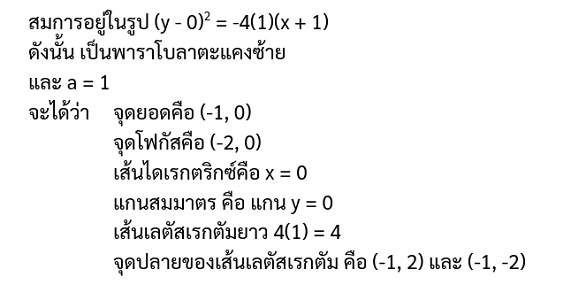 สมการอยู่ในรูป (y - 0)² = -4(1)(x + 1)
ดังนั้น เป็นพาราโบลาตะแคงซ้าย
และ a = 1
จะได้ว่า จุดยอดคือ (-1, 0)
จุดโฟกัสคือ (-2, 0)
เส้นไดเรกตริกซ์คือ x = 0
แกนสมมาตร คือ แกน y = 0
เส้นเลตัสเรกตัมยาว 4(1) = 4
จุดปลายของเส้นเลตัสเรกตัม คือ (-1, 2) และ (-1, -2)